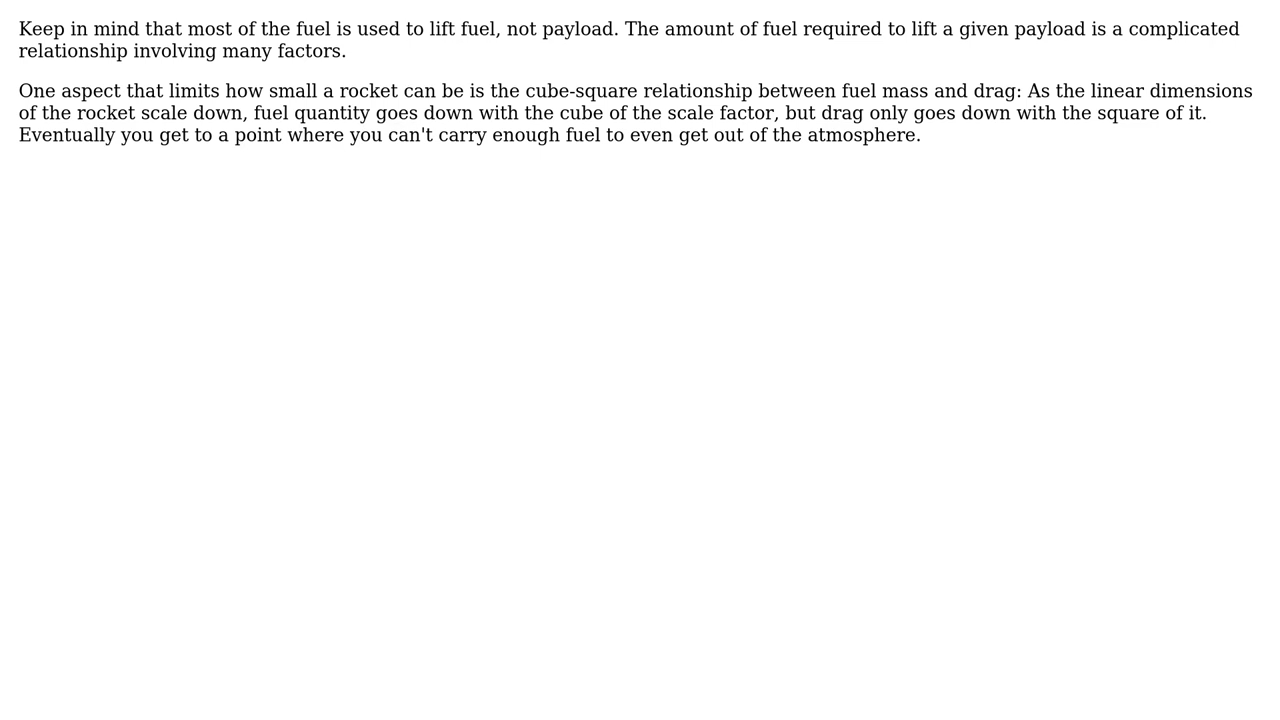 Keep in mind that most of the fuel is used to lift fuel, not payload. The amount of fuel required to lift a given payload is a complicated
relationship involving many factors.
One aspect that limits how small a rocket can be is the cube-square relationship between fuel mass and drag: As the linear dimensions
of the rocket scale down, fuel quantity goes down with the cube of the scale factor, but drag only goes down with the square of it.
Eventually you get to a point where you can't carry enough fuel to even get out of the atmosphere.